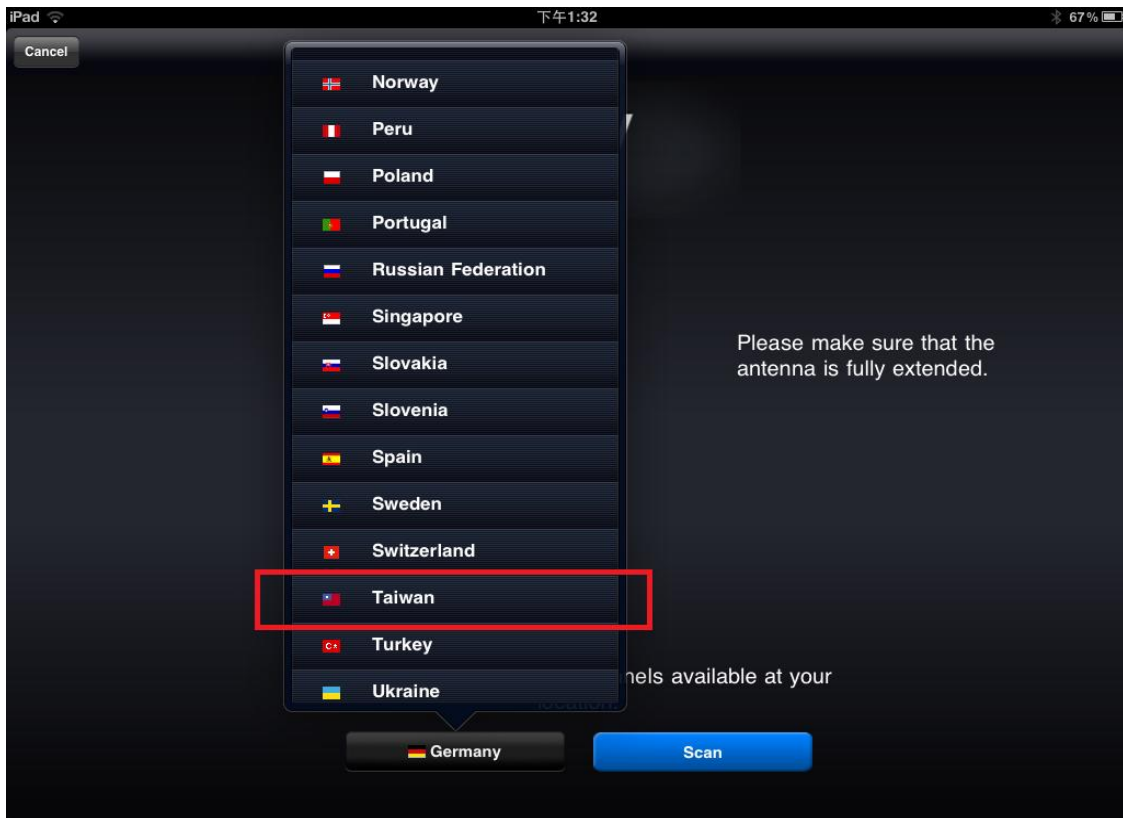 iPad 下午1:32 67%
Cancel
Norway
Peru
Poland
Portugal
Russian Federation
Singapore
Slovakia
Slovenia
Spain
Sweden
Switzerland
Taiwan
Turkey
Ukraine
Please make sure that the
antenna is fully extended.
nels available at your
location.
Germany
Scan